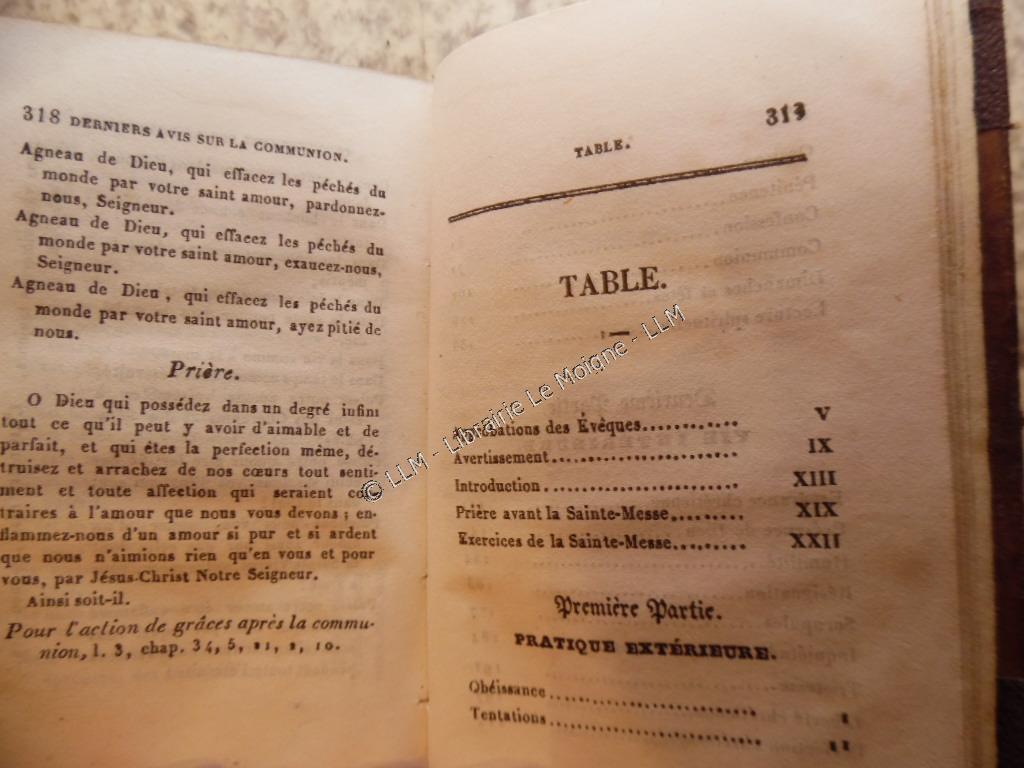 318 DERNIERS AVIS SUR LA COMMUNION.
Agneau de Dieu, qui effacez les péchés du
monde par votre saint amour, pardonnez-
nous, Seigneur.
Agneau de Dieu, qui effacez les péchés du
monde par votre saint amour, exaucez-nous,
Seigneur.
Agneau de Dieu, qui effacez les péchés du
monde par votre saint amour, ayez pitié de
nous.
Prière.
O Dieu qui possédez dans un degré infini
tout ce qu'il peut y avoir d'aimable et de
parfait, et qui êtes la perfection même, dé-
truisez et arrachez de nos cœurs tout senti-
ment et toute affection qui seraient con-
traires à l'amour que nous vous devons; en-
flammez-nous d'un amour si pur et si ardent
que nous n'aimions rien qu'en vous et pour
vous, par Jésus-Christ Notre Seigneur.
Ainsi soit-il.
Pour l'action de grâces après la commu-
nion, l. 3, chap. 34, 5, 21, 2, 10.
TABLE. 313
TABLE.
Approbations des Évêques............. V
Avertissement......................... IX
Introduction.......................... XIII
Prière avant la Sainte-Messe......... XIX
Exercices de la Sainte-Messe......... XXII
Première Partie.
PRATIQUE EXTÉRIEURE.
Obéissance........................... 1
Tentations........................... 11
© LLM - Librairie Le Moigne - LLM